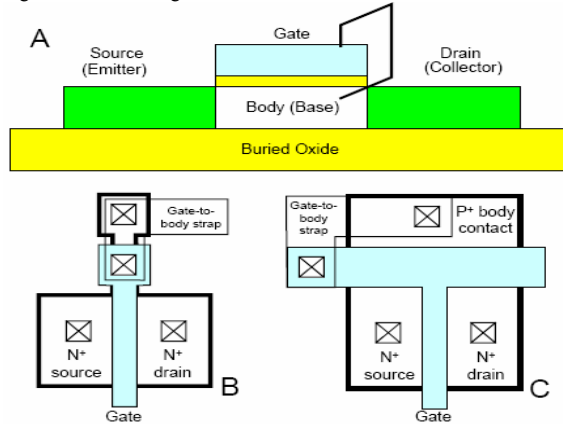 A
Gate
Source
(Emitter)
Drain
(Collector)
Body (Base)
Buried Oxide
Gate-to-
body strap
N+
source
N+
drain
B
Gate
Gate-to-
body strap
P+ body
contact
N+
source
N+
drain
C
Gate